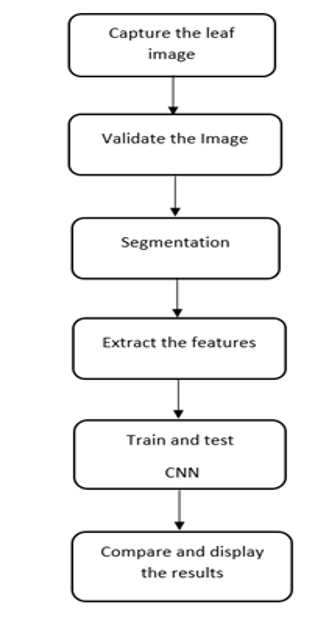 Capture the leaf
image
Validate the Image
Segmentation
Extract the features
Train and test
CNN
Compare and display
the results